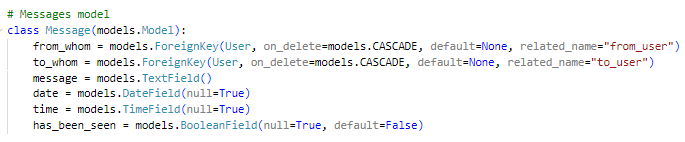 # Messages model
class Message(models.Model):
    from_whom = models.ForeignKey(User, on_delete=models.CASCADE, default=None, related_name="from_user")
    to_whom = models.ForeignKey(User, on_delete=models.CASCADE, default=None, related_name="to_user")
    message = models.TextField()
    date = models.DateField(null=True)
    time = models.TimeField(null=True)
    has_been_seen = models.BooleanField(null=True, default=False)